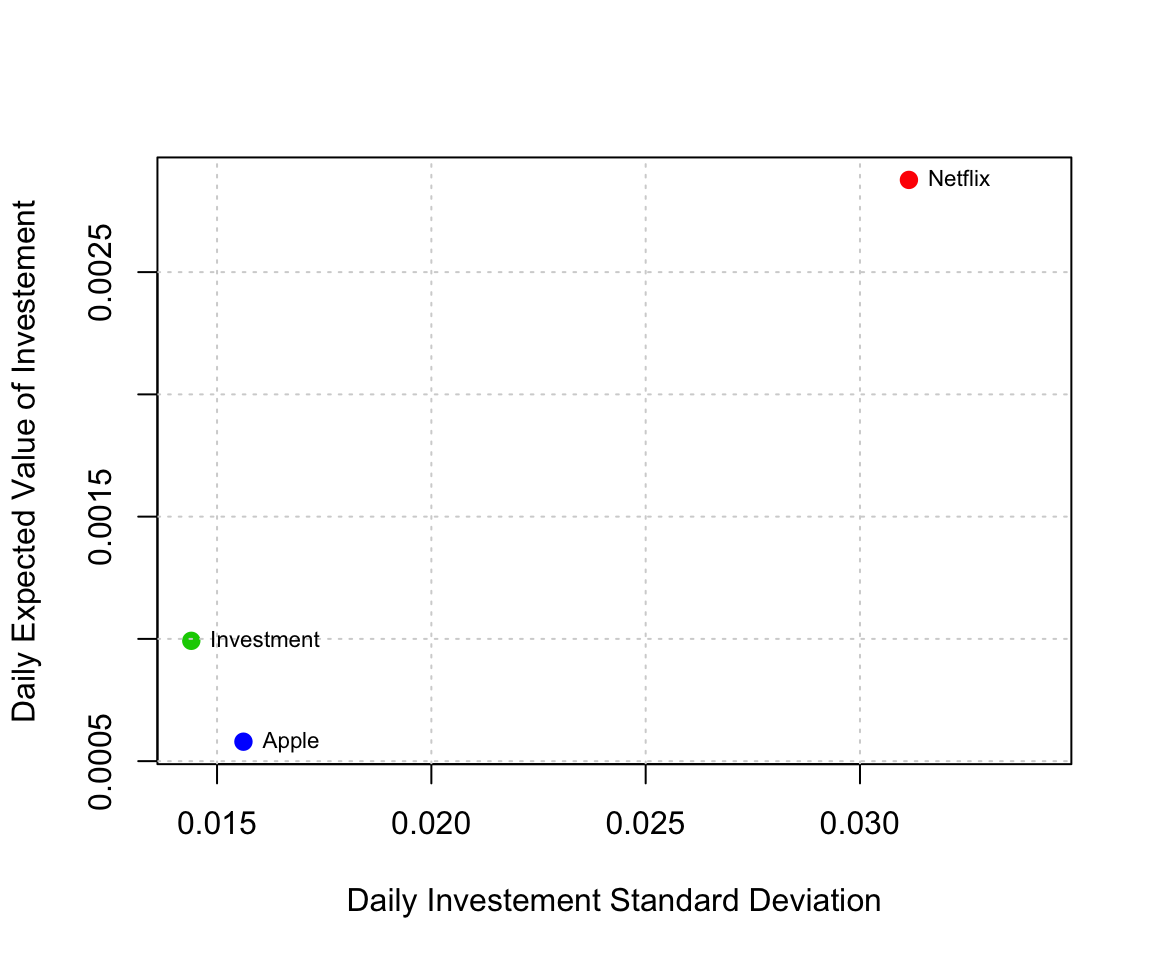 Daily Expected Value of Investement
0.0025
0.0015
0.0005
Netflix
Investment
Apple
0.015 0.020 0.025 0.030
Daily Investement Standard Deviation